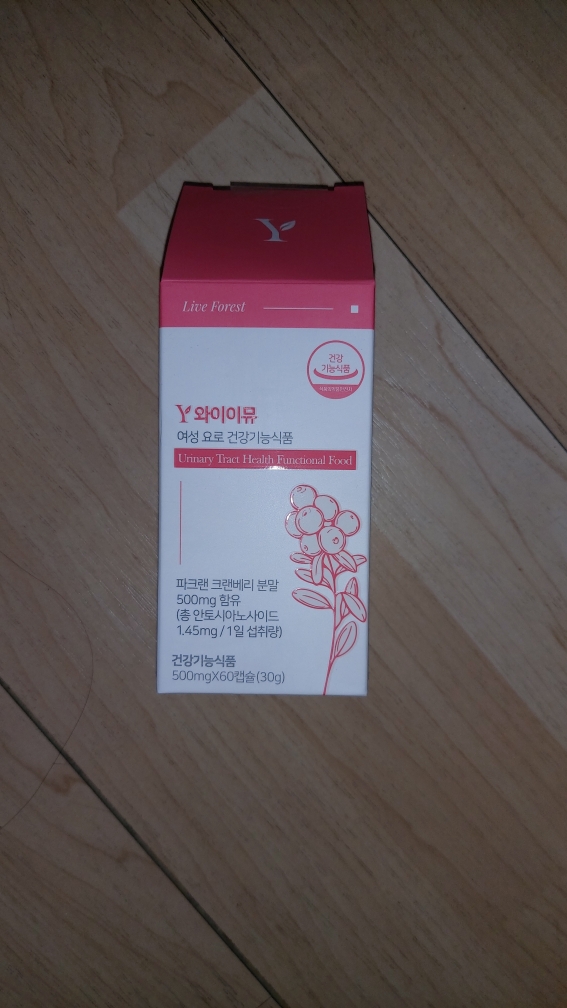 Y
Live Forest
건강
기능식품
Y 와이이뮤
여성 요로 건강기능식품
Urinary Tract Health Functional Food
파크랜 크랜베리 분말
500mg 함유
(총 안토시아노사이드
1.45mg / 1일 섭취량)
건강기능식품
500mgX60캡슐(30g)